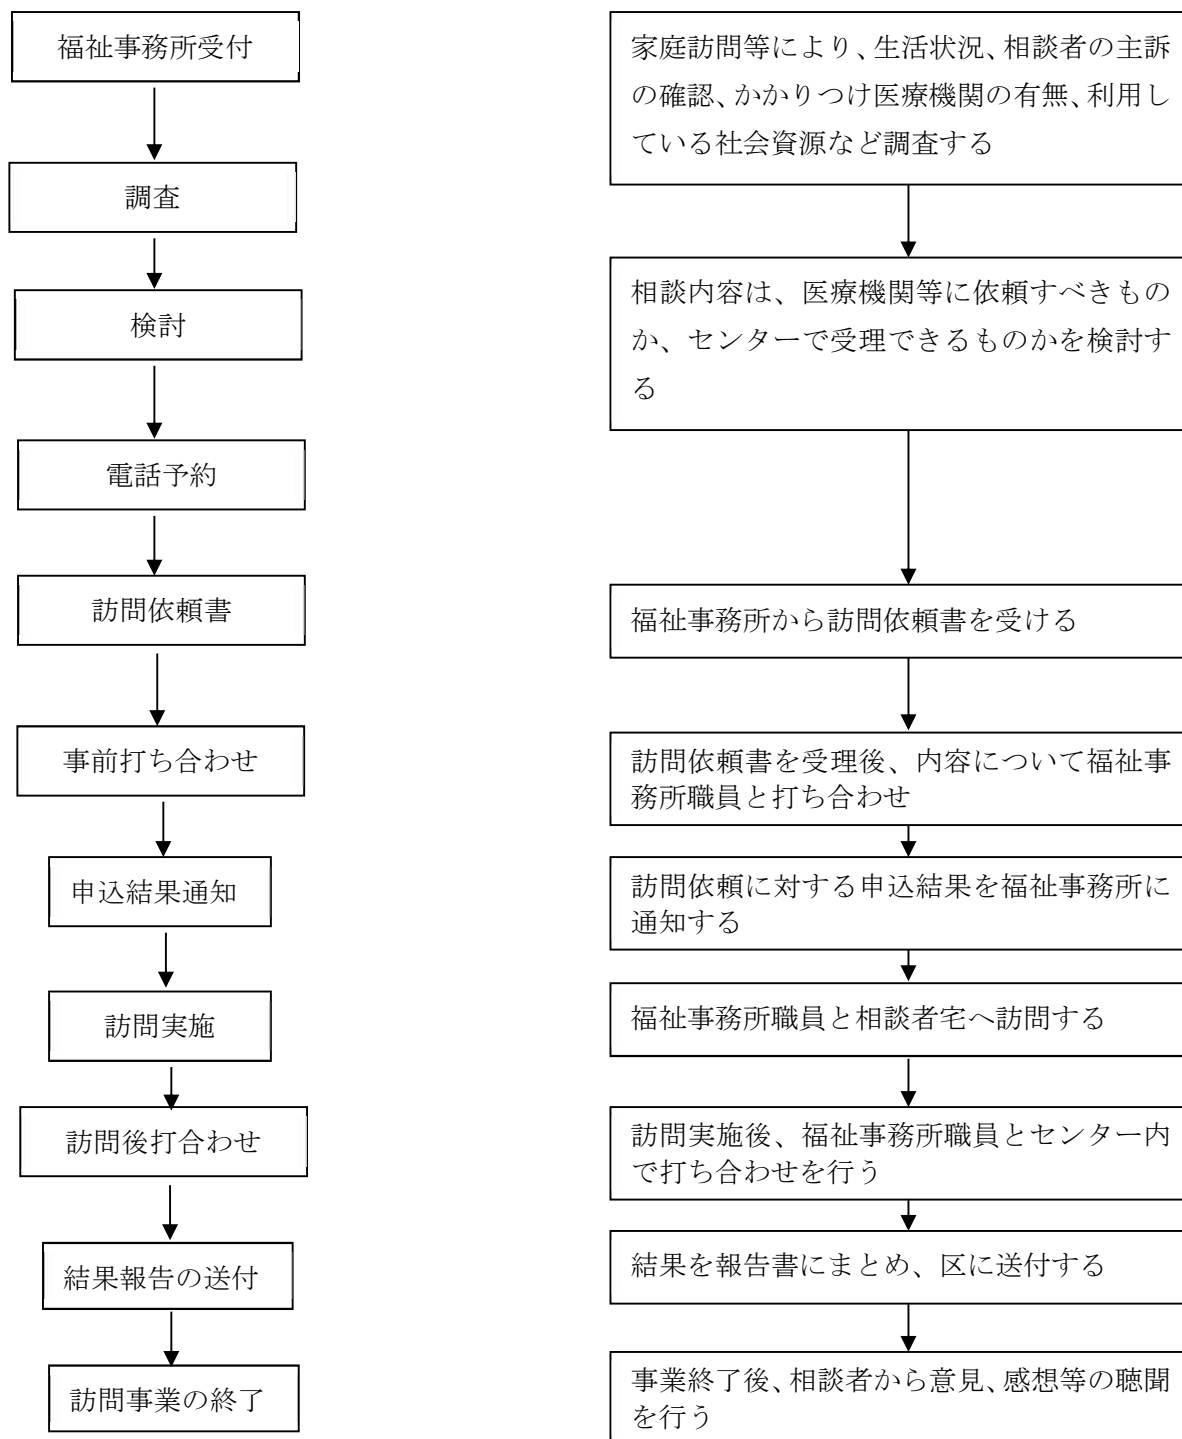 福祉事務所受付
家庭訪問等により、生活状況、相談者の主訴
の確認、かかりつけ医療機関の有無、利用し
ている社会資源など調査する
調査
相談内容は、医療機関等に依頼すべきもの
か、センターで受理できるものかを検討す
る
検討
電話予約
訪問依頼書
福祉事務所から訪問依頼書を受ける
事前打ち合わせ
訪問依頼書を受理後、内容について福祉事
務所職員と打ち合わせ
申込結果通知
訪問依頼に対する申込結果を福祉事務所に
通知する
訪問実施
福祉事務所職員と相談者宅へ訪問する
訪問後打合わせ
訪問実施後、福祉事務所職員とセンター内
で打ち合わせを行う
結果報告の送付
結果を報告書にまとめ、区に送付する
訪問事業の終了
事業終了後、相談者から意見、感想等の聴聞
を行う